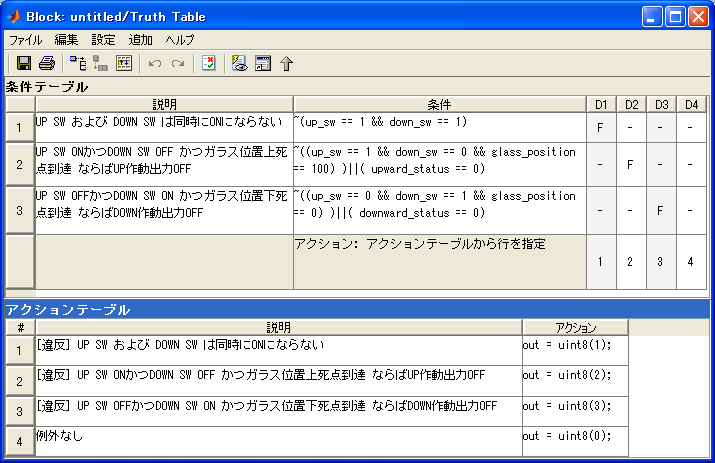 Block: untitled/Truth Table
ファイル 編集 設定 追加 ヘルプ
条件テーブル
説明 条件 D1 D2 D3 D4
1 UP SW および DOWN SW は同時にONにならない ~(up_sw == 1 && down_sw == 1) F - - -
2 UP SW ONかつDOWN SW OFF かつガラス位置上死 ~((up_sw == 1 && down_sw == 0 && glass_position - F - -
点到達 ならばUP作動出力OFF == 100) )||( upward_status == 0)
3 UP SW OFFかつDOWN SW ON かつガラス位置下死 ~((up_sw == 0 && down_sw == 1 && glass_position - - F -
点到達 ならばDOWN作動出力OFF == 0) )||( downward_status == 0)
アクション: アクションテーブルから行を指定 1 2 3 4
アクションテーブル
# 説明 アクション
1 [違反] UP SW および DOWN SW は同時にONにならない out = uint8(1);
2 [違反] UP SW ONかつDOWN SW OFF かつガラス位置上死点到達 ならばUP作動出力OFF out = uint8(2);
3 [違反] UP SW OFFかつDOWN SW ON かつガラス位置下死点到達 ならばDOWN作動出力OFF out = uint8(3);
4 例外なし out = uint8(0);